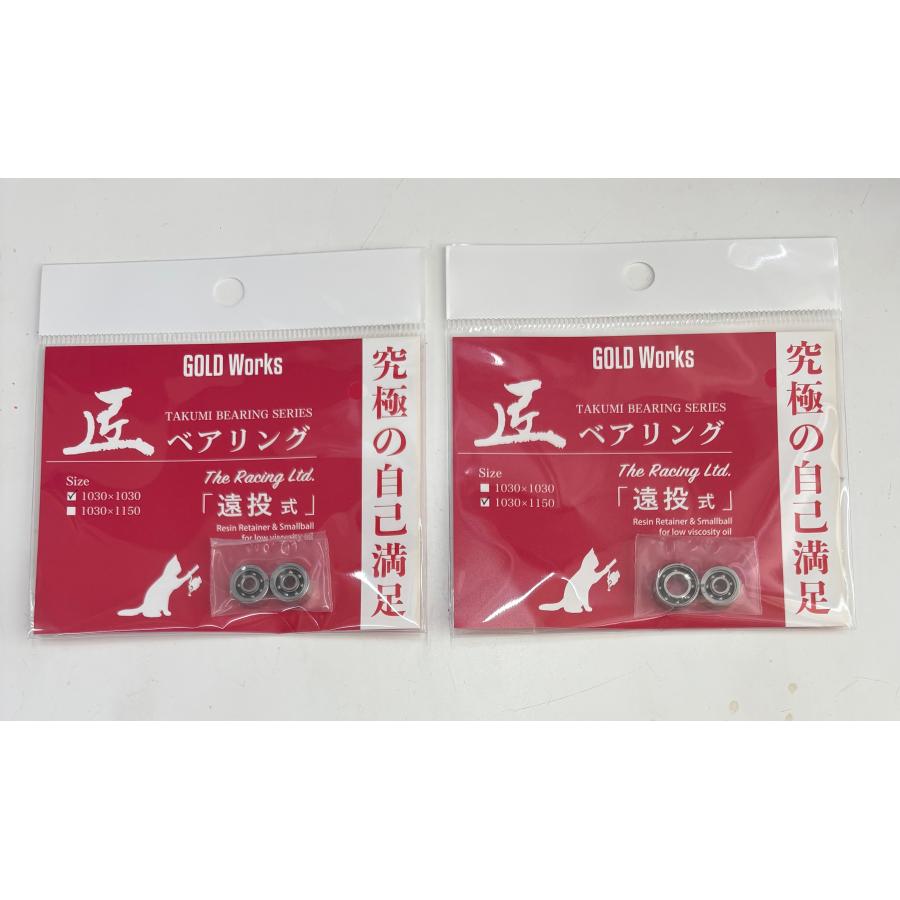 GOLD Works
匠
TAKUMI BEARING SERIES
ベアリング
Size
☑ 1030×1030
■ 1030×1150
The Racing Ltd.
「遠投式」
Resin Retainer & Smallball
for low viscosity oil
究極の自己満足
GOLD Works
匠
TAKUMI BEARING SERIES
ベアリング
Size
■ 1030×1030
☑ 1030×1150
The Racing Ltd.
「遠投式」
Resin Retainer & Smallball
for low viscosity oil
究極の自己満足